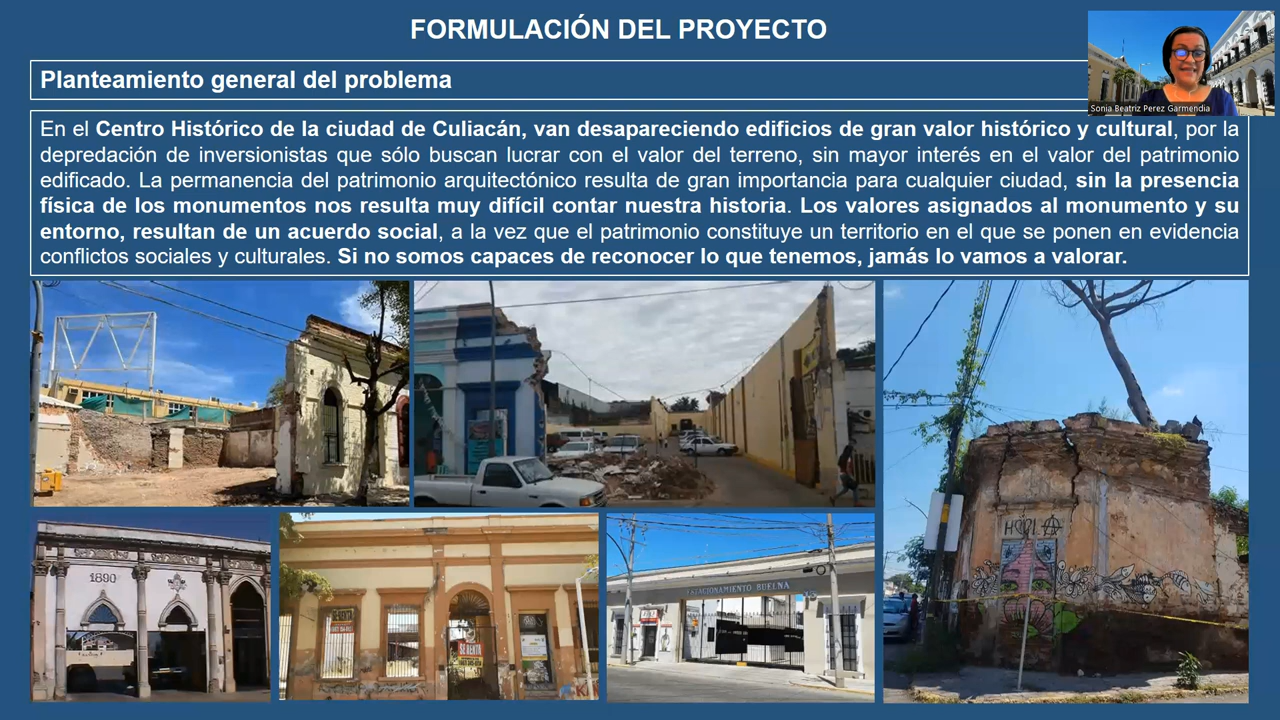 FORMULACIÓN DEL PROYECTO
Sonia Beatriz Perez Garmendia
Planteamiento general del problema
En el Centro Histórico de la ciudad de Culiacán, van desapareciendo edificios de gran valor histórico y cultural, por la
depredación de inversionistas que sólo buscan lucrar con el valor del terreno, sin mayor interés en el valor del patrimonio
edificado. La permanencia del patrimonio arquitectónico resulta de gran importancia para cualquier ciudad, sin la presencia
física de los monumentos nos resulta muy difícil contar nuestra historia. Los valores asignados al monumento y su
entorno, resultan de un acuerdo social, a la vez que el patrimonio constituye un territorio en el que se ponen en evidencia
conflictos sociales y culturales. Si no somos capaces de reconocer lo que tenemos, jamás lo vamos a valorar.
1890
SE RENTA
ESTACIONAMIENTO BUELNA